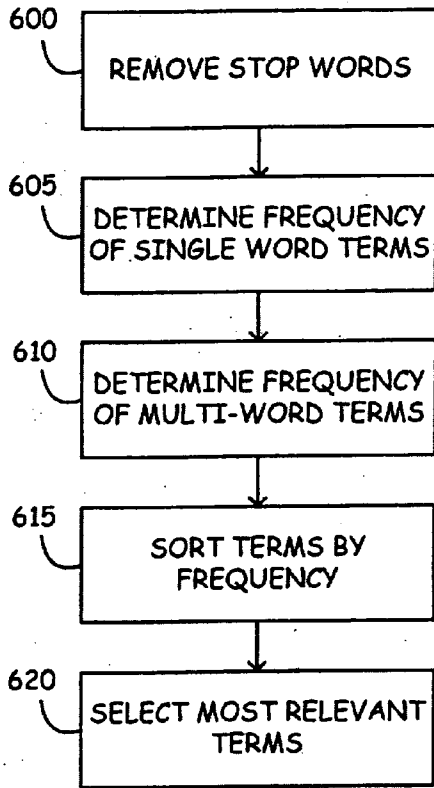 600
REMOVE STOP WORDS
605
DETERMINE FREQUENCY
OF SINGLE WORD TERMS
610
DETERMINE FREQUENCY
OF MULTI-WORD TERMS
615
SORT TERMS BY
FREQUENCY
620
SELECT MOST RELEVANT
TERMS